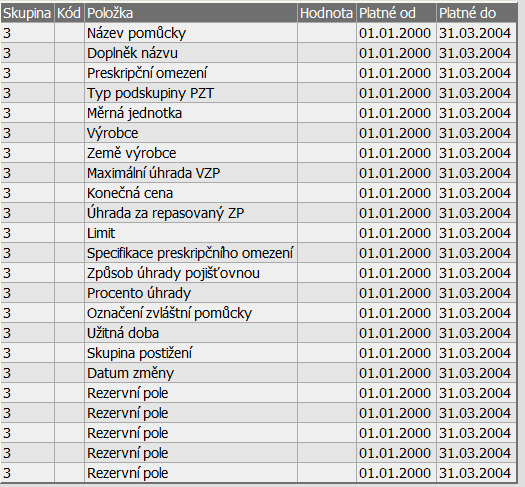 Skupina Kód Položka Hodnota Platné od Platné do
3 Název pomůcky 01.01.2000 31.03.2004
3 Doplněk názvu 01.01.2000 31.03.2004
3 Preskripční omezení 01.01.2000 31.03.2004
3 Typ podskupiny PZT 01.01.2000 31.03.2004
3 Měrná jednotka 01.01.2000 31.03.2004
3 Výrobce 01.01.2000 31.03.2004
3 Země výrobce 01.01.2000 31.03.2004
3 Maximální úhrada VZP 01.01.2000 31.03.2004
3 Konečná cena 01.01.2000 31.03.2004
3 Úhrada za repasovaný ZP 01.01.2000 31.03.2004
3 Limit 01.01.2000 31.03.2004
3 Specifikace preskripčního omezení 01.01.2000 31.03.2004
3 Způsob úhrady pojišťovnou 01.01.2000 31.03.2004
3 Procento úhrady 01.01.2000 31.03.2004
3 Označení zvláštní pomůcky 01.01.2000 31.03.2004
3 Užitná doba 01.01.2000 31.03.2004
3 Skupina postižení 01.01.2000 31.03.2004
3 Datum změny 01.01.2000 31.03.2004
3 Rezervní pole 01.01.2000 31.03.2004
3 Rezervní pole 01.01.2000 31.03.2004
3 Rezervní pole 01.01.2000 31.03.2004
3 Rezervní pole 01.01.2000 31.03.2004
3 Rezervní pole 01.01.2000 31.03.2004